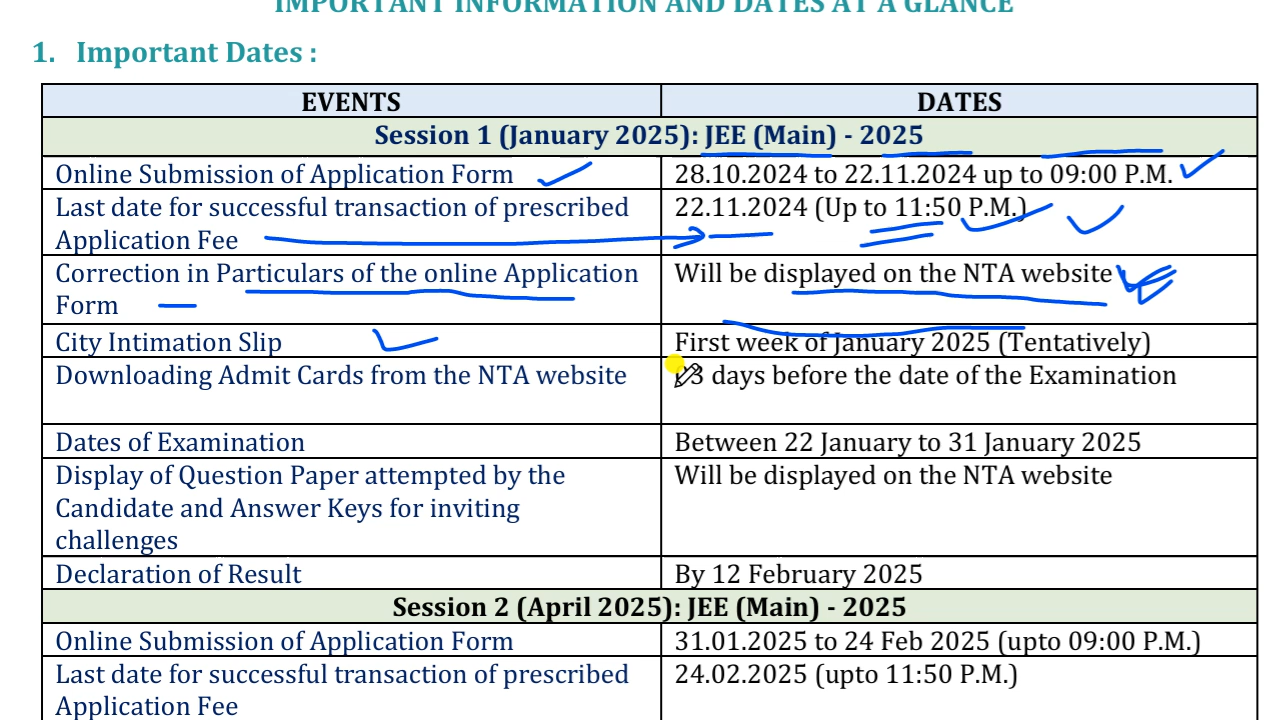 IMPORTANT INFORMATION AND DATES AT A GLANCE
1. Important Dates :
EVENTS DATES
Session 1 (January 2025): JEE (Main) - 2025
Online Submission of Application Form 28.10.2024 to 22.11.2024 up to 09:00 P.M.
Last date for successful transaction of prescribed 22.11.2024 (Up to 11:50 P.M.)
Application Fee
Correction in Particulars of the online Application Will be displayed on the NTA website
Form
City Intimation Slip First week of January 2025 (Tentatively)
Downloading Admit Cards from the NTA website 3 days before the date of the Examination
Dates of Examination Between 22 January to 31 January 2025
Display of Question Paper attempted by the Will be displayed on the NTA website
Candidate and Answer Keys for inviting
challenges
Declaration of Result By 12 February 2025
Session 2 (April 2025): JEE (Main) - 2025
Online Submission of Application Form 31.01.2025 to 24 Feb 2025 (upto 09:00 P.M.)
Last date for successful transaction of prescribed 24.02.2025 (upto 11:50 P.M.)
Application Fee